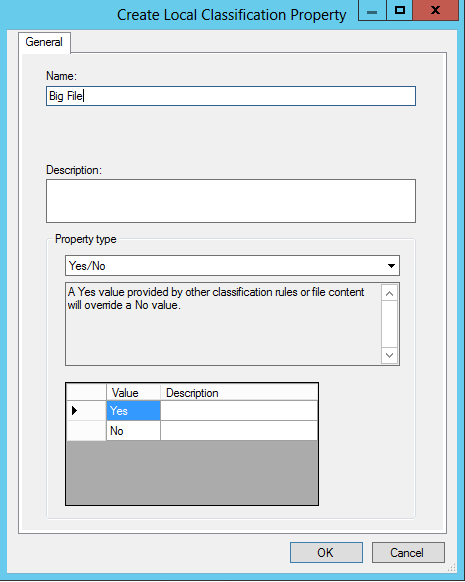 Create Local Classification Property
General
Name:
Big File
Description:
Property type
Yes/No
A Yes value provided by other classification rules or file content
will override a No value.
Value Description
Yes
No
OK Cancel